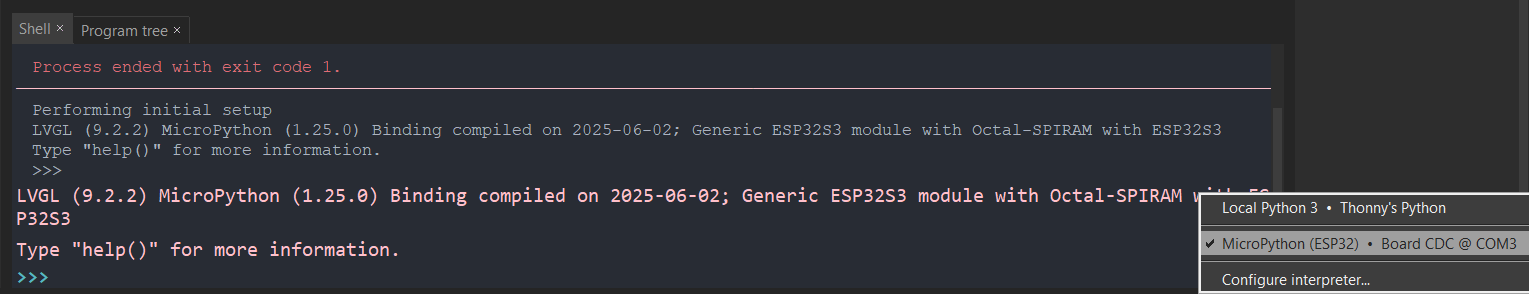 Shell ×
Program tree ×
Process ended with exit code 1.
Performing initial setup
LVGL (9.2.2) MicroPython (1.25.0) Binding compiled on 2025-06-02; Generic ESP32S3 module with Octal-SPIRAM with ESP32S3
Type "help()" for more information.
>>>
LVGL (9.2.2) MicroPython (1.25.0) Binding compiled on 2025-06-02; Generic ESP32S3 module with Octal-SPIRAM
P32S3
Type "help()" for more information.
>>>
Local Python 3 • Thonny's Python
✓ MicroPython (ESP32) • Board CDC @ COM3
Configure interpreter...